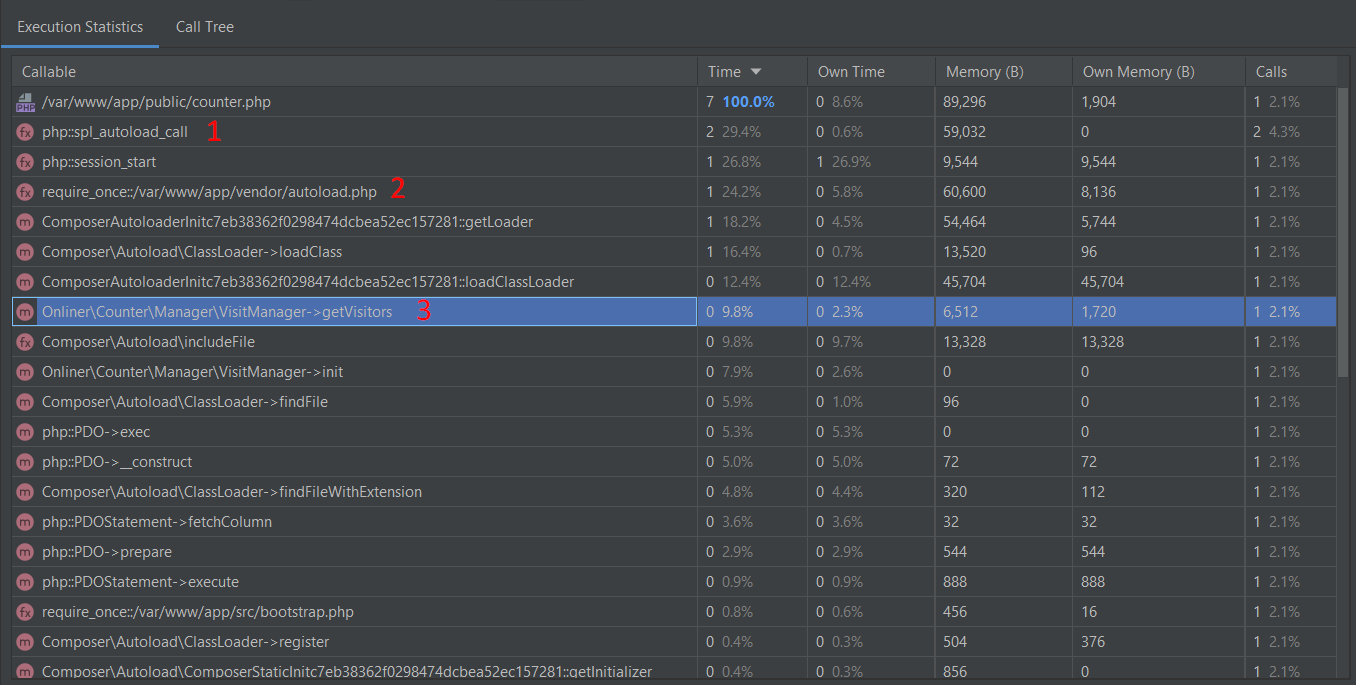 Execution Statistics Call Tree
Callable Time Own Time Memory (B) Own Memory (B) Calls
PHP /var/www/app/public/counter.php 7 100.0% 0 8.6% 89,296 1,904 1 2.1%
fx php::spl_autoload_call 1 2 29.4% 0 0.6% 59,032 0 2 4.3%
fx php::session_start 1 26.8% 1 26.9% 9,544 9,544 1 2.1%
fx require_once::/var/www/app/vendor/autoload.php 2 1 24.2% 0 5.8% 60,600 8,136 1 2.1%
m ComposerAutoloaderInitc7eb38362f0298474dcbea52ec157281::getLoader 1 18.2% 0 4.5% 54,464 5,744 1 2.1%
m Composer\Autoload\ClassLoader->loadClass 1 16.4% 0 0.7% 13,520 96 1 2.1%
m ComposerAutoloaderInitc7eb38362f0298474dcbea52ec157281::loadClassLoader 0 12.4% 0 12.4% 45,704 45,704 1 2.1%
m Onliner\Counter\Manager\VisitManager->getVisitors 3 0 9.8% 0 2.3% 6,512 1,720 1 2.1%
fx Composer\Autoload\includeFile 0 9.8% 0 9.7% 13,328 13,328 1 2.1%
m Onliner\Counter\Manager\VisitManager->init 0 7.9% 0 2.6% 0 0 1 2.1%
m Composer\Autoload\ClassLoader->findFile 0 5.9% 0 1.0% 96 0 1 2.1%
m php::PDO->exec 0 5.3% 0 5.3% 0 0 1 2.1%
m php::PDO->__construct 0 5.0% 0 5.0% 72 72 1 2.1%
m Composer\Autoload\ClassLoader->findFileWithExtension 0 4.8% 0 4.4% 320 112 1 2.1%
m php::PDOStatement->fetchColumn 0 3.6% 0 3.6% 32 32 1 2.1%
m php::PDO->prepare 0 2.9% 0 2.9% 544 544 1 2.1%
m php::PDOStatement->execute 0 0.9% 0 0.9% 888 888 1 2.1%
fx require_once::/var/www/app/src/bootstrap.php 0 0.8% 0 0.6% 456 16 1 2.1%
m Composer\Autoload\ClassLoader->register 0 0.4% 0 0.3% 504 376 1 2.1%
m Composer\Autoload\ComposerStaticInitc7eb38362f0298474dcbea52ec157281::getInitializer 0 0.4% 0 0.3% 856 0 1 2.1%